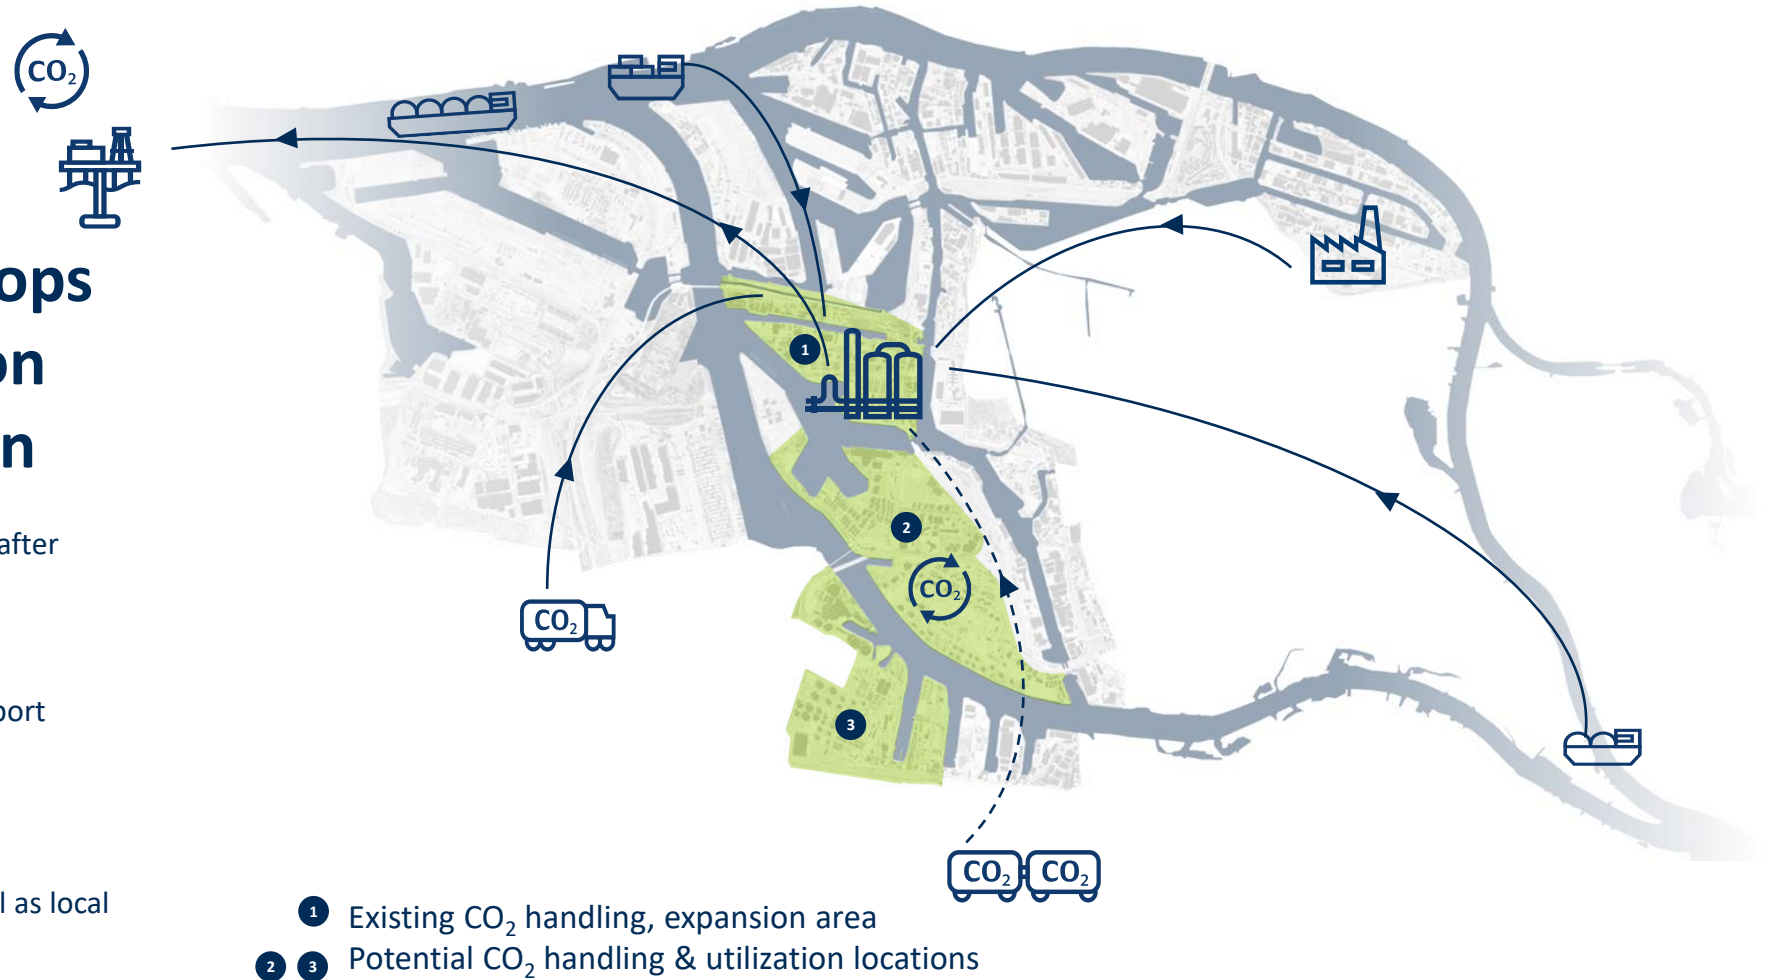 CO₂
ops
on
n
after
port
l as local
1
2
CO₂
3
CO₂
CO₂ CO₂
1 Existing CO₂ handling, expansion area
2 3 Potential CO₂ handling & utilization locations